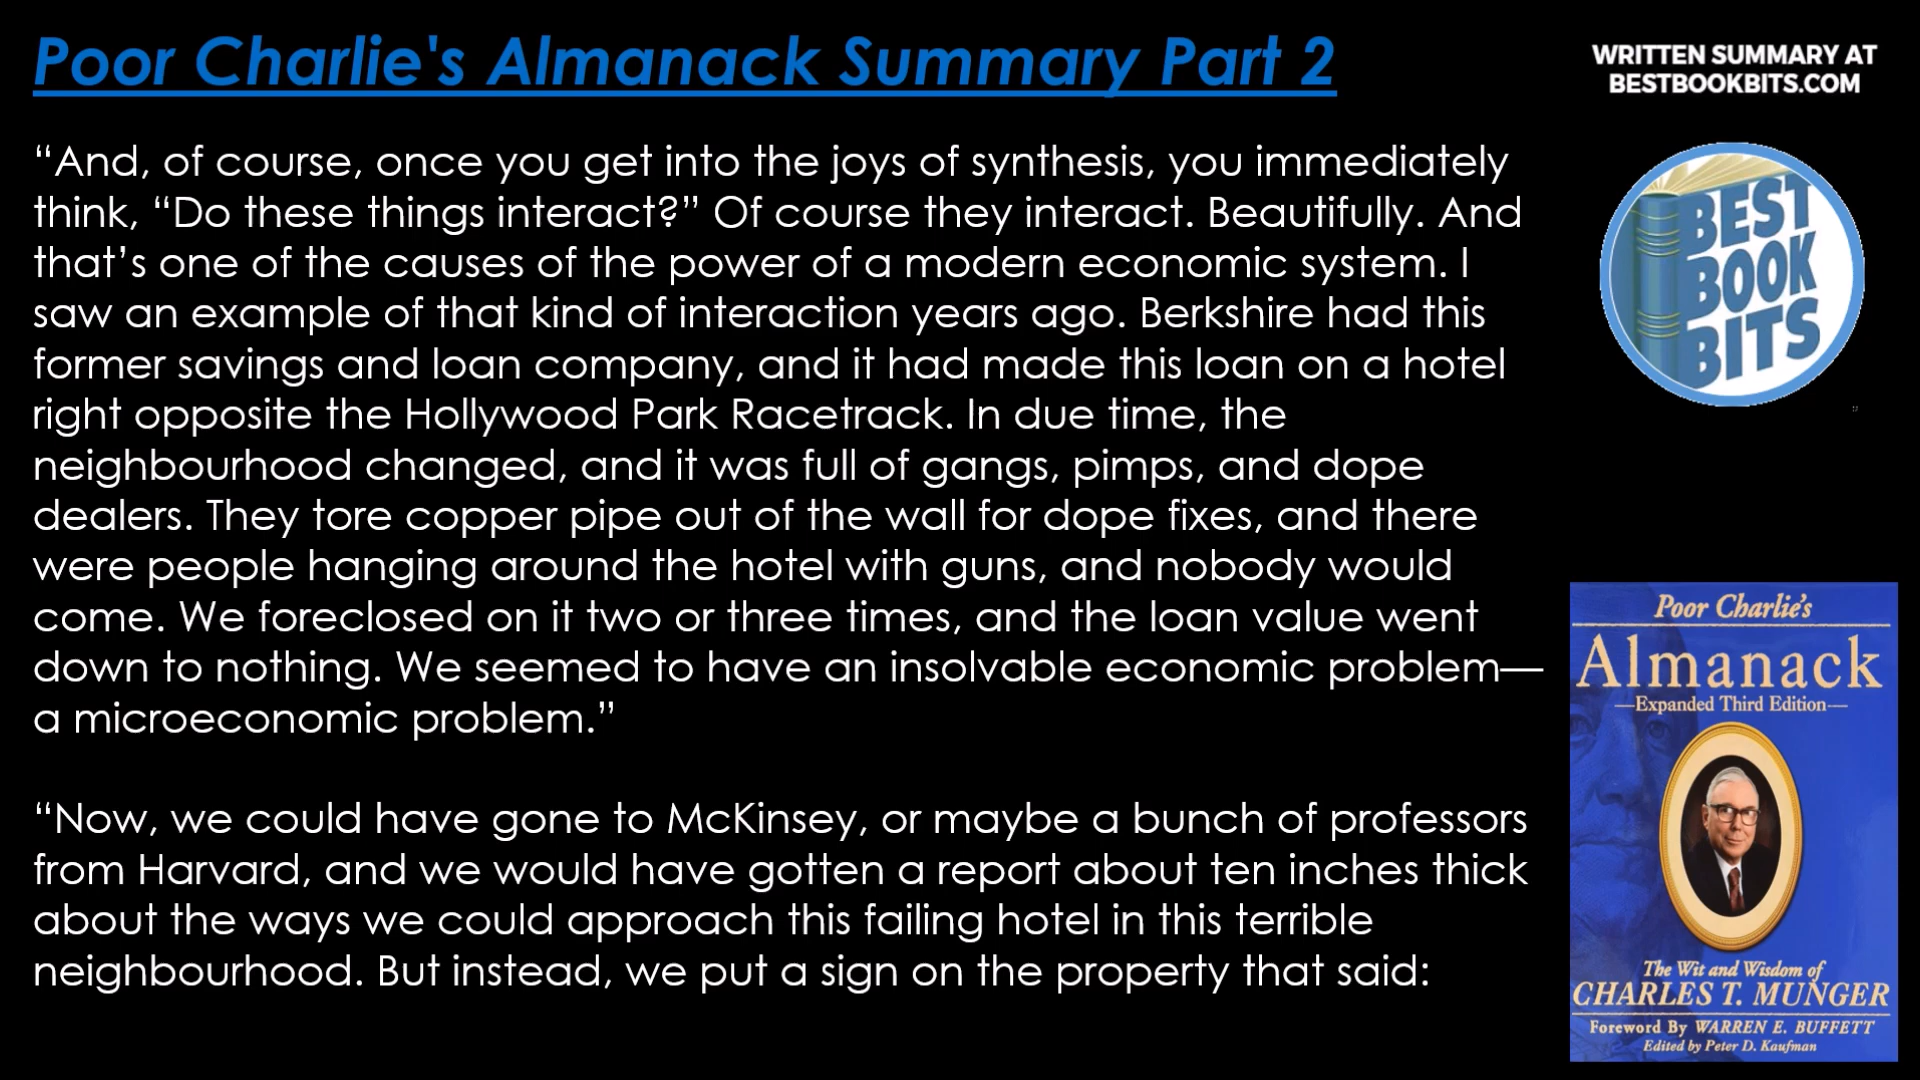 Poor Charlie's Almanack Summary Part 2
WRITTEN SUMMARY AT
BESTBOOKBITS.COM
“And, of course, once you get into the joys of synthesis, you immediately
think, “Do these things interact?” Of course they interact. Beautifully. And
that’s one of the causes of the power of a modern economic system. I
saw an example of that kind of interaction years ago. Berkshire had this
former savings and loan company, and it had made this loan on a hotel
right opposite the Hollywood Park Racetrack. In due time, the
neighbourhood changed, and it was full of gangs, pimps, and dope
dealers. They tore copper pipe out of the wall for dope fixes, and there
were people hanging around the hotel with guns, and nobody would
come. We foreclosed on it two or three times, and the loan value went
down to nothing. We seemed to have an insolvable economic problem—
a microeconomic problem.”
“Now, we could have gone to McKinsey, or maybe a bunch of professors
from Harvard, and we would have gotten a report about ten inches thick
about the ways we could approach this failing hotel in this terrible
neighbourhood. But instead, we put a sign on the property that said:
BEST
BOOK
BITS
Poor Charlie's
Almanack
—Expanded Third Edition—
The Wit and Wisdom of
CHARLES T. MUNGER
Foreword By WARREN E. BUFFETT
Edited by Peter D. Kaufman